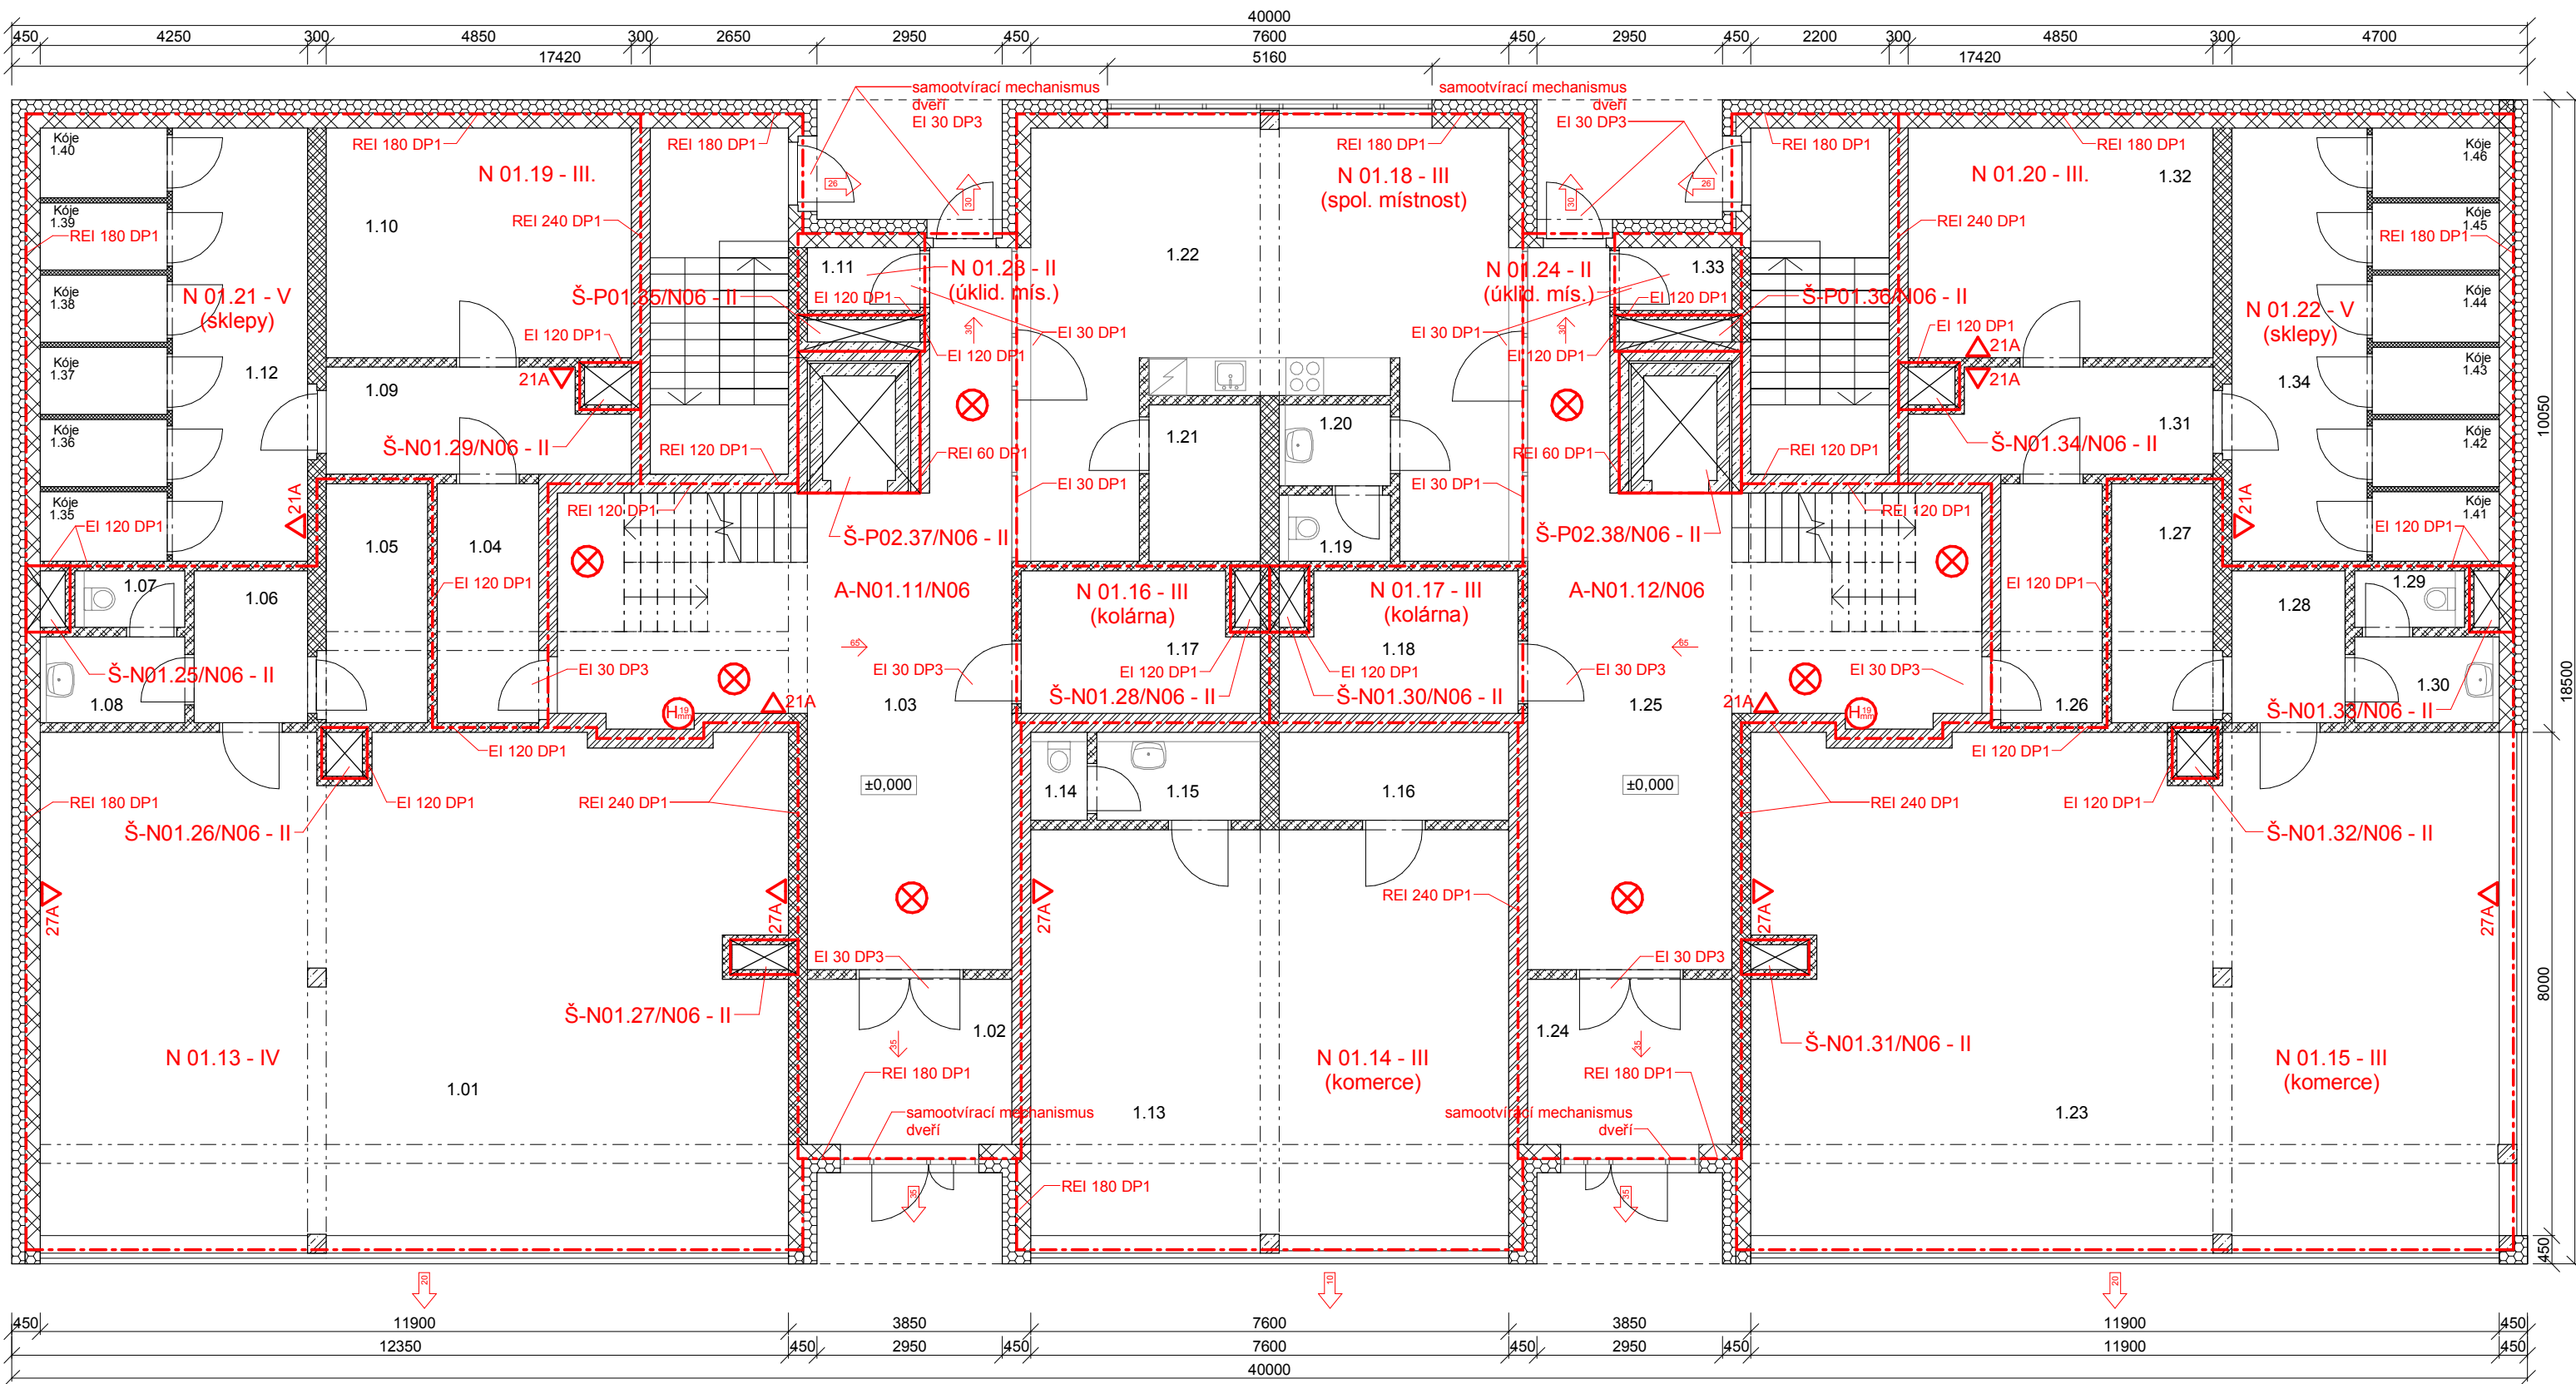 40000
450 4250 300 4850 300 2650 2950 450 7600 450 2950 450 2200 300 4850 300 4700
17420 5160 17420
samootvírací mechanismus
dveří
EI 30 DP3
samootvírací mechanismus
dveří
EI 30 DP3
Kóje
1.40
REI 180 DP1
REI 180 DP1
REI 180 DP1
REI 180 DP1
REI 180 DP1
Kóje
1.46
N 01.19 - III.
26
30
N 01.18 - III
(spol. místnost)
30
26
N 01.20 - III.
1.32
Kóje
1.39
REI 180 DP1
1.10
REI 240 DP1
REI 240 DP1
Kóje
1.45
REI 180 DP1
1.22
1.11
N 01.23 - II
(úklid. mís.)
N 01.24 - II
(úklid. mís.)
1.33
Kóje
1.38
N 01.21 - V
(sklepy)
Š-P01.35/N06 - II
EI 120 DP1
EI 120 DP1
Š-P01.36/N06 - II
N 01.22 - V
(sklepy)
Kóje
1.44
EI 120 DP1
30
EI 30 DP1
EI 30 DP1
30
EI 120 DP1
EI 120 DP1
EI 120 DP1
21A
Kóje
1.37
1.12
1.09
21A
21A
1.34
Kóje
1.43
Kóje
1.36
Š-N01.29/N06 - II
REI 120 DP1
REI 60 DP1
1.21
1.20
REI 60 DP1
REI 120 DP1
Š-N01.34/N06 - II
1.31
Kóje
1.42
10050
Kóje
1.35
EI 120 DP1
21A
REI 120 DP1
EI 30 DP1
EI 30 DP1
REI 120 DP1
21A
Kóje
1.41
EI 120 DP1
1.05
1.04
Š-P02.37/N06 - II
1.19
Š-P02.38/N06 - II
1.27
1.07
1.06
EI 120 DP1
A-N01.11/N06
N 01.16 - III
(kolárna)
N 01.17 - III
(kolárna)
A-N01.12/N06
EI 120 DP1
1.28
1.29
65
1.17
1.18
65
Š-N01.25/N06 - II
EI 30 DP3
EI 30 DP3
EI 120 DP1
EI 120 DP1
EI 30 DP3
EI 30 DP3
1.30
1.08
H 19 mm
21A
1.03
Š-N01.28/N06 - II
Š-N01.30/N06 - II
1.25
21A
H 19 mm
1.26
Š-N01.33/N06 - II
18500
EI 120 DP1
EI 120 DP1
REI 180 DP1
EI 120 DP1
REI 240 DP1
±0,000
1.14
1.15
1.16
±0,000
REI 240 DP1
EI 120 DP1
Š-N01.26/N06 - II
Š-N01.32/N06 - II
27A
27A
27A
REI 240 DP1
27A
27A
EI 30 DP3
EI 30 DP3
8000
Š-N01.27/N06 - II
1.02
1.24
Š-N01.31/N06 - II
N 01.13 - IV
35
N 01.14 - III
(komerce)
35
N 01.15 - III
(komerce)
1.01
REI 180 DP1
REI 180 DP1
samootvírací mechanismus
dveří
1.13
samootvírací mechanismus
dveří
1.23
35
REI 180 DP1
35
450
20
10
20
450 11900 3850 7600 3850 11900 450
12350 450 2950 450 7600 450 2950 450 11900 450
40000